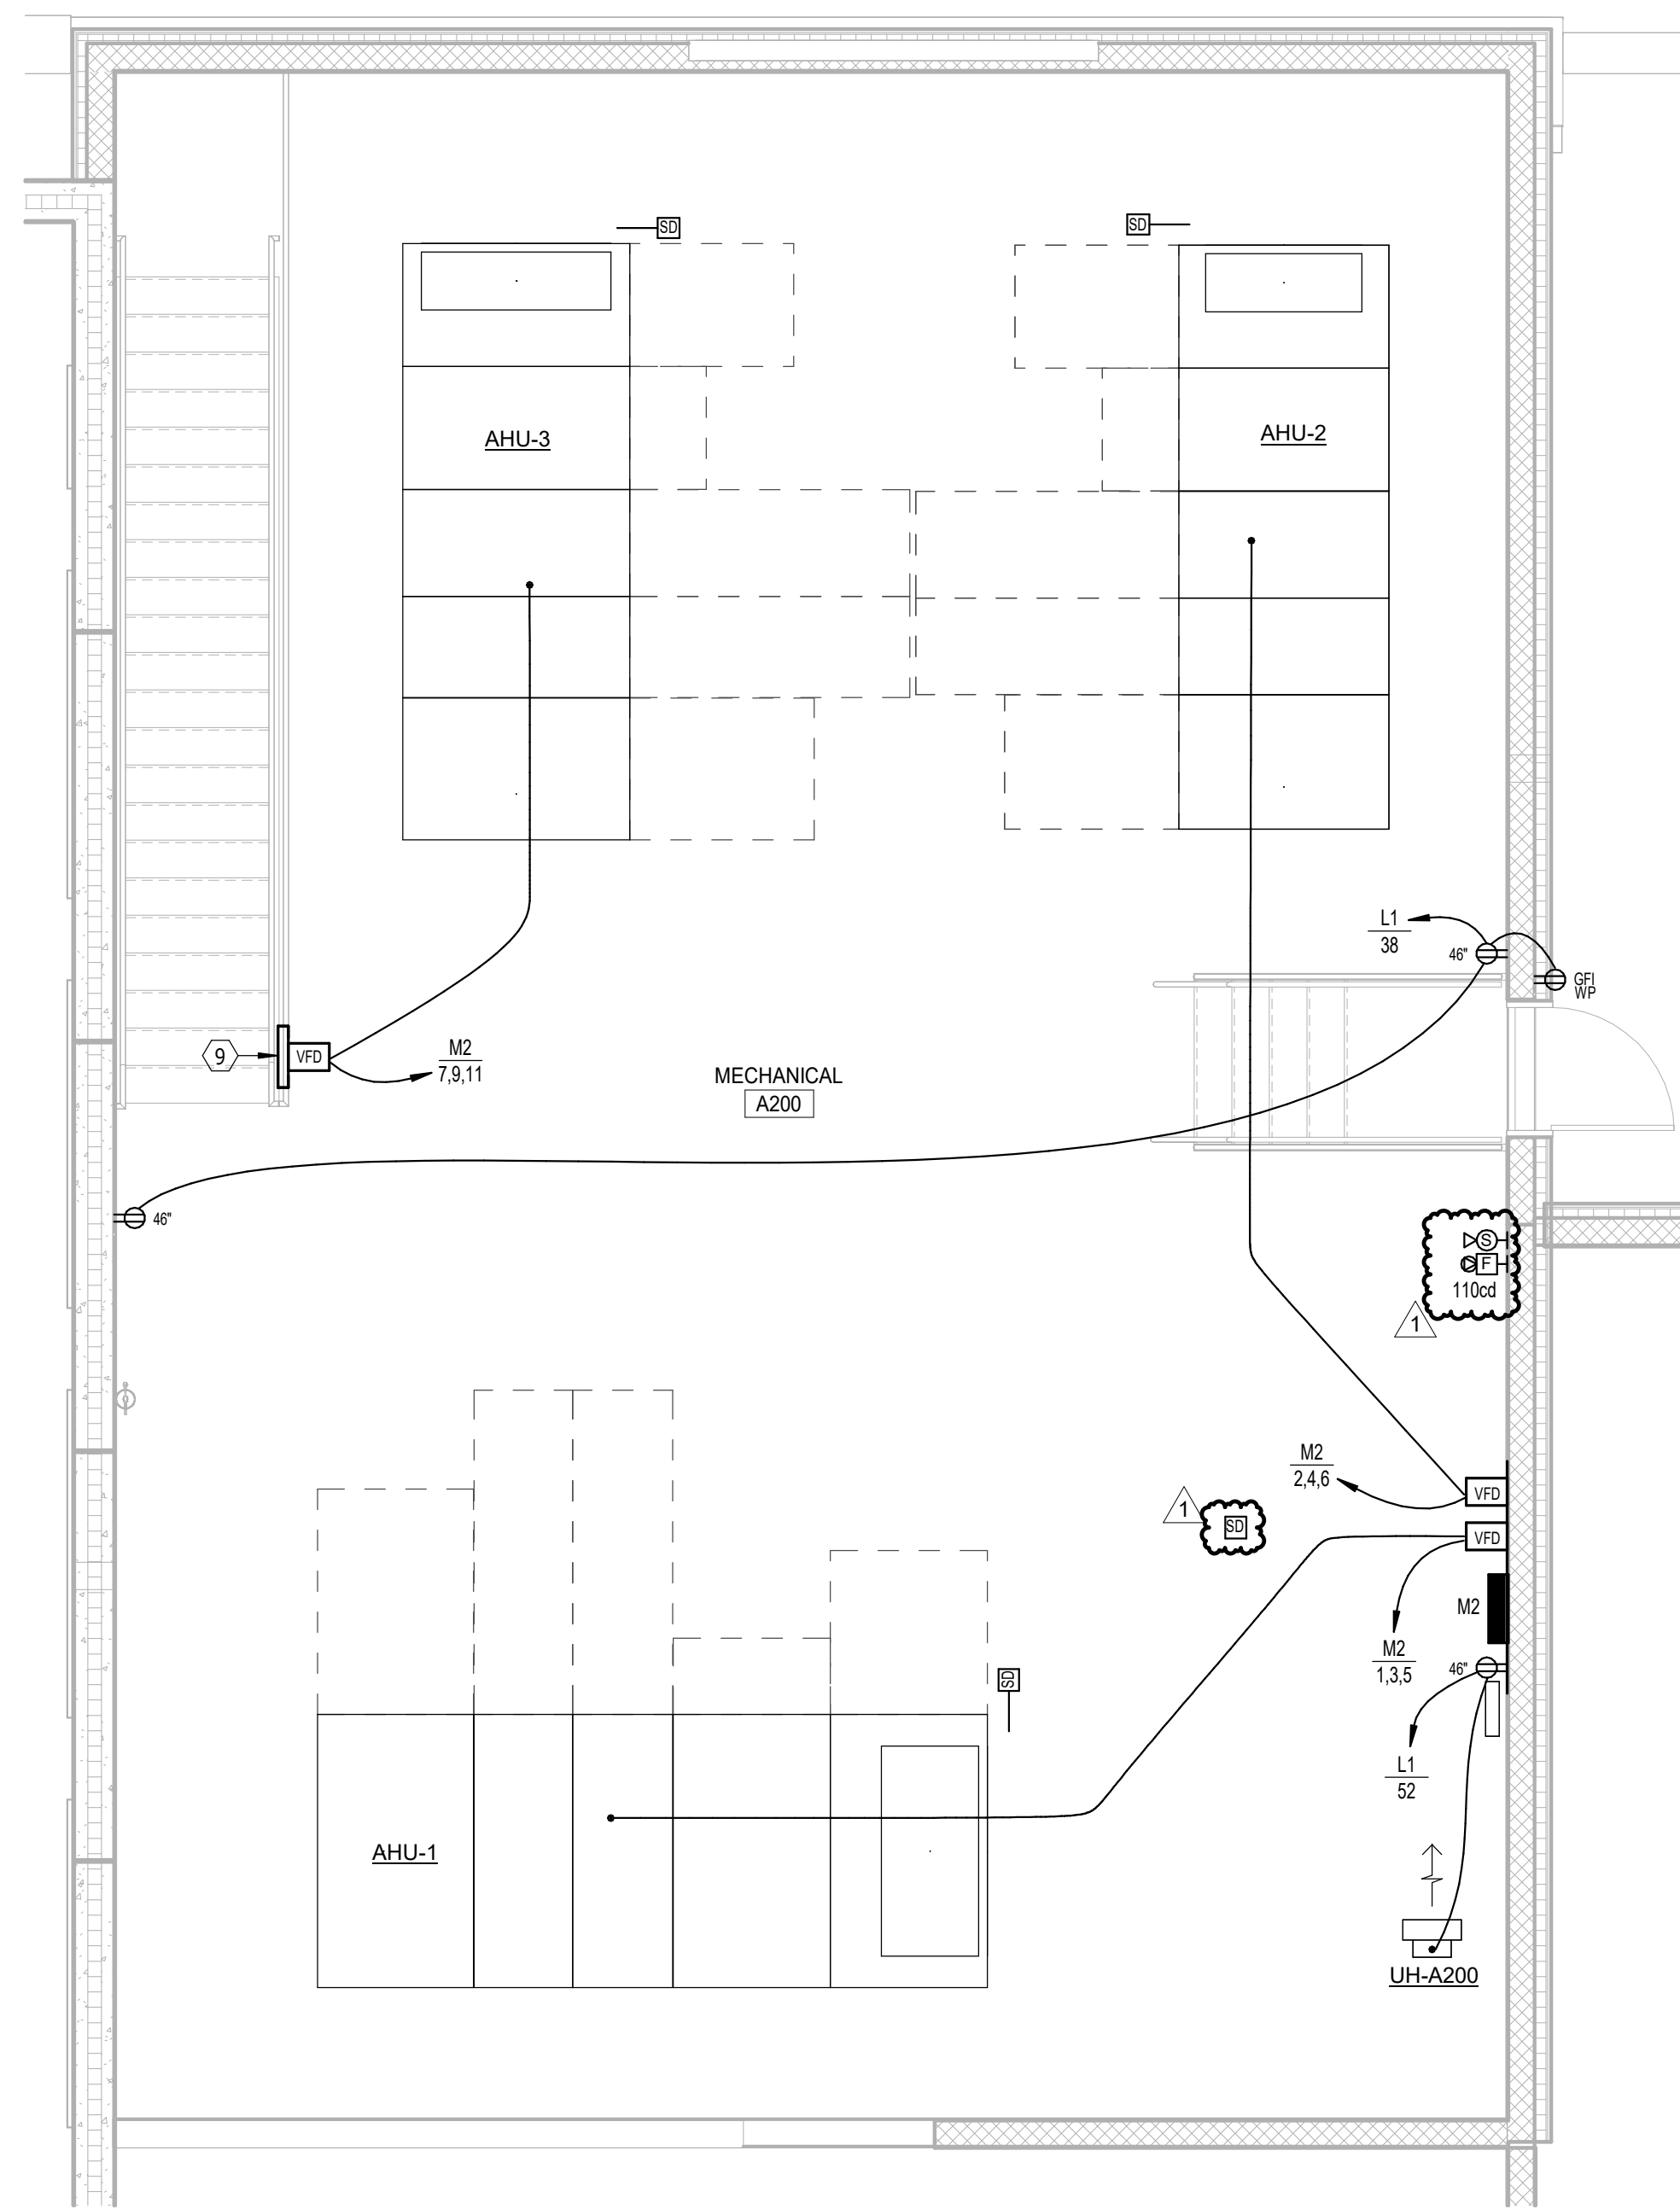 SD
SD
AHU-3
AHU-2
L1
38
46"
GFI
WP
9
VFD
M2
7,9,11
MECHANICAL
A200
46"
S
F
110cd
1
M2
2,4,6
VFD
1
SD
VFD
M2
M2
1,3,5
46"
SD
L1
52
AHU-1
UH-A200